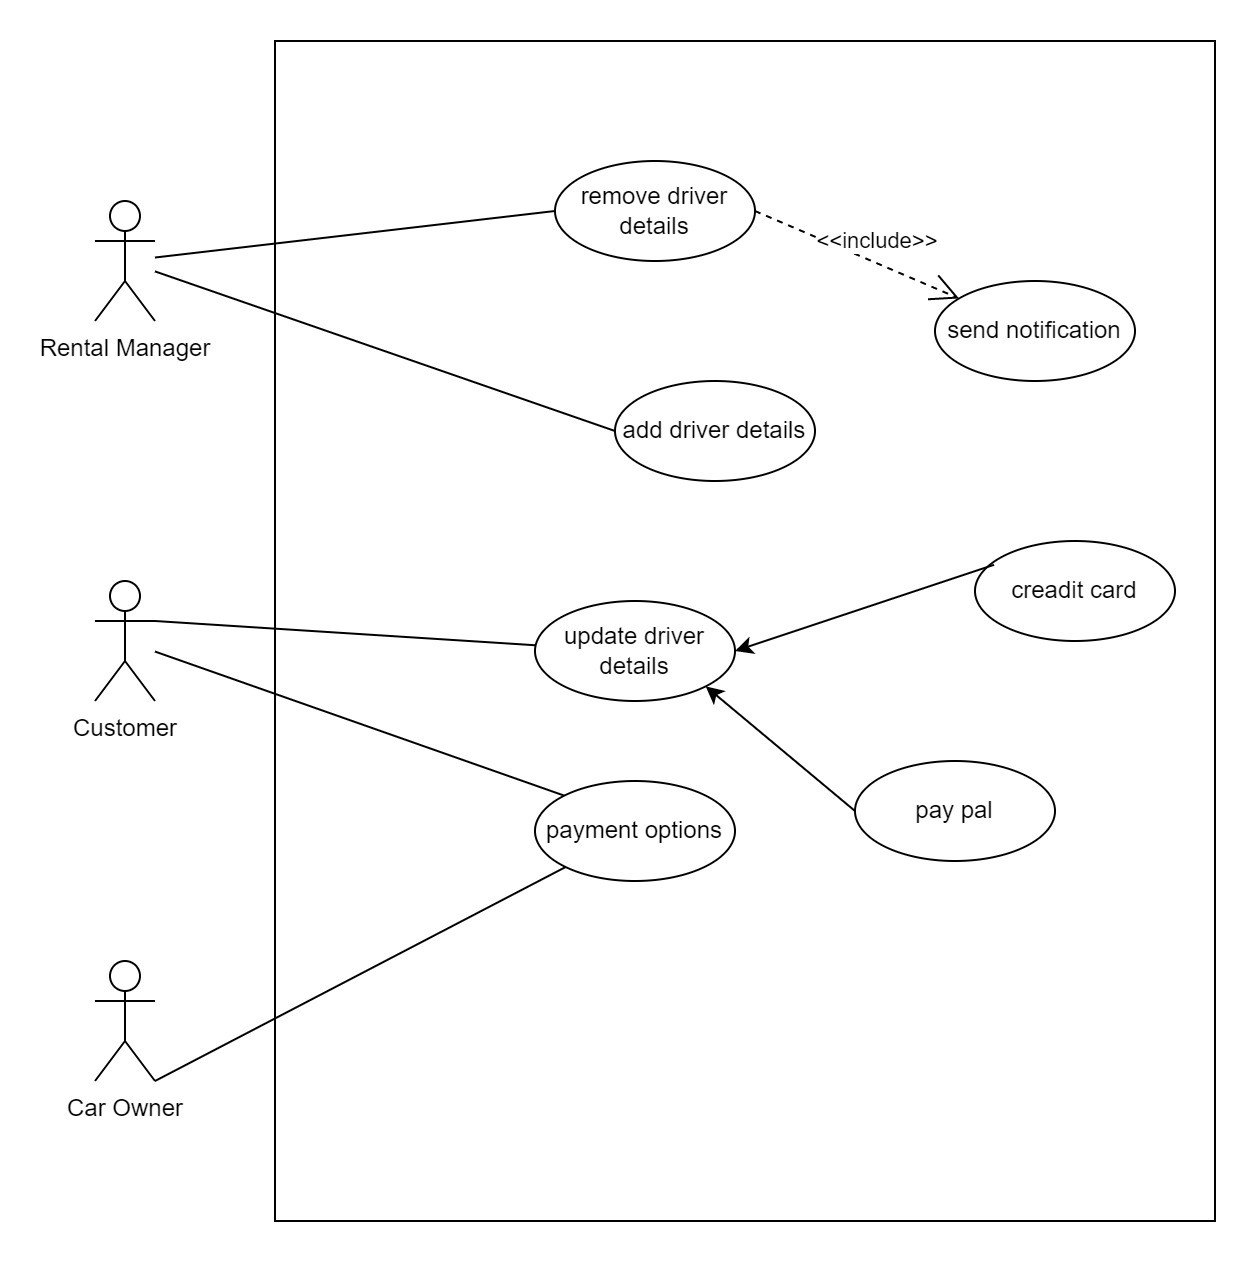 remove driver
details
<<include>>
send notification
Rental Manager
add driver details
creadit card
update driver
details
Customer
pay pal
payment options
Car Owner